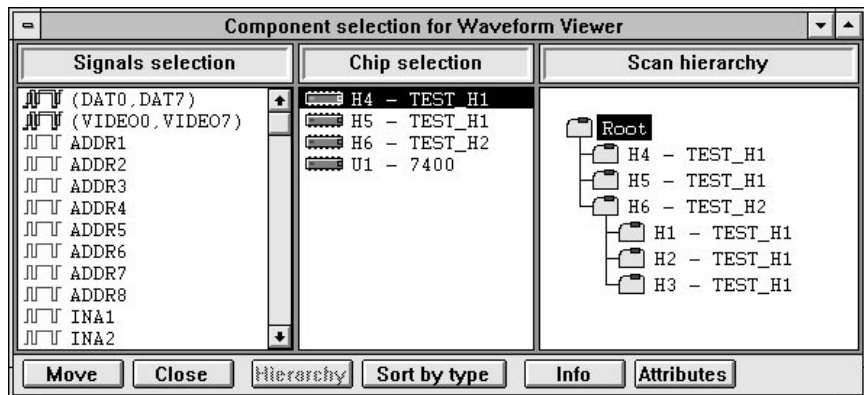 Component selection for Waveform Viewer
Signals selection
(DAT0,DAT7)
(VIDEO0,VIDEO7)
ADDR1
ADDR2
ADDR3
ADDR4
ADDR5
ADDR6
ADDR7
ADDR8
INA1
INA2
Chip selection
H4 - TEST_H1
H5 - TEST_H1
H6 - TEST_H2
U1 - 7400
Scan hierarchy
Root
H4 - TEST_H1
H5 - TEST_H1
H6 - TEST_H2
H1 - TEST_H1
H2 - TEST_H1
H3 - TEST_H1
Move Close Hierarchy Sort by type Info Attributes